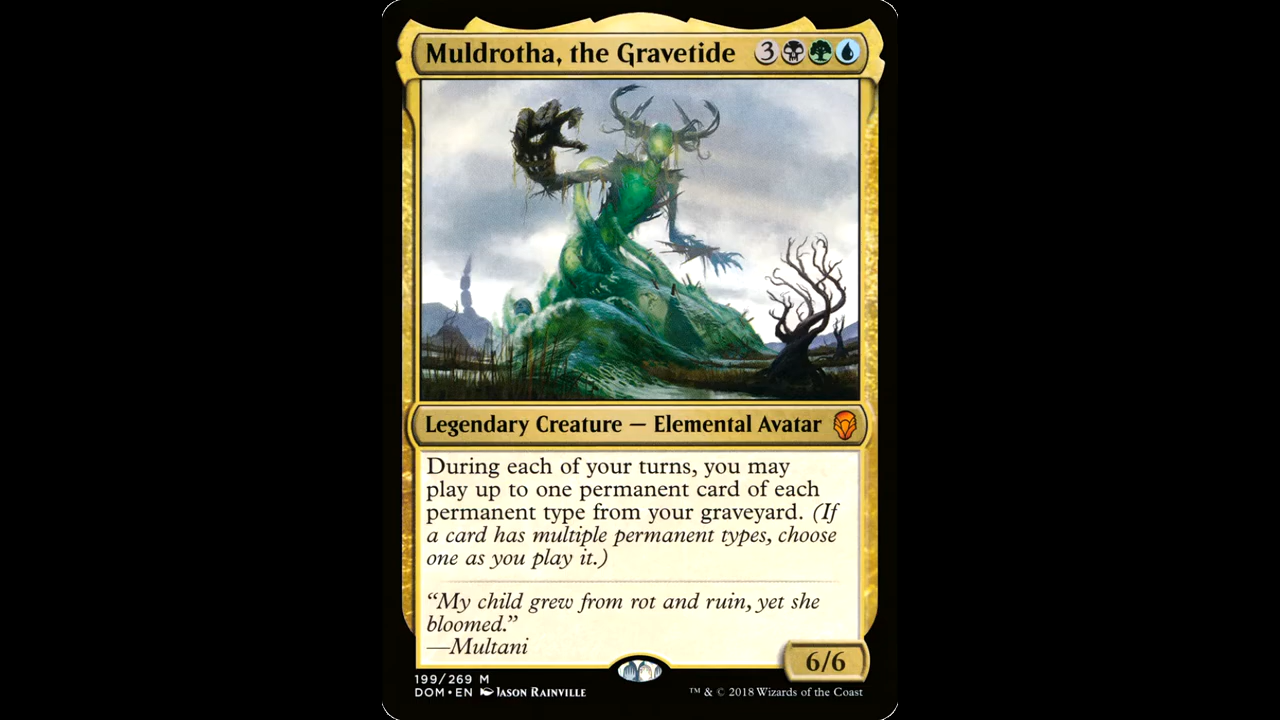 Muldrotha, the Gravetide 3
Legendary Creature — Elemental Avatar
During each of your turns, you may
play up to one permanent card of each
permanent type from your graveyard. (If
a card has multiple permanent types, choose
one as you play it.)
“My child grew from rot and ruin, yet she
bloomed.”
—Multani
6/6
199/269 M
DOM • EN Jason Rainville
™ & © 2018 Wizards of the Coast